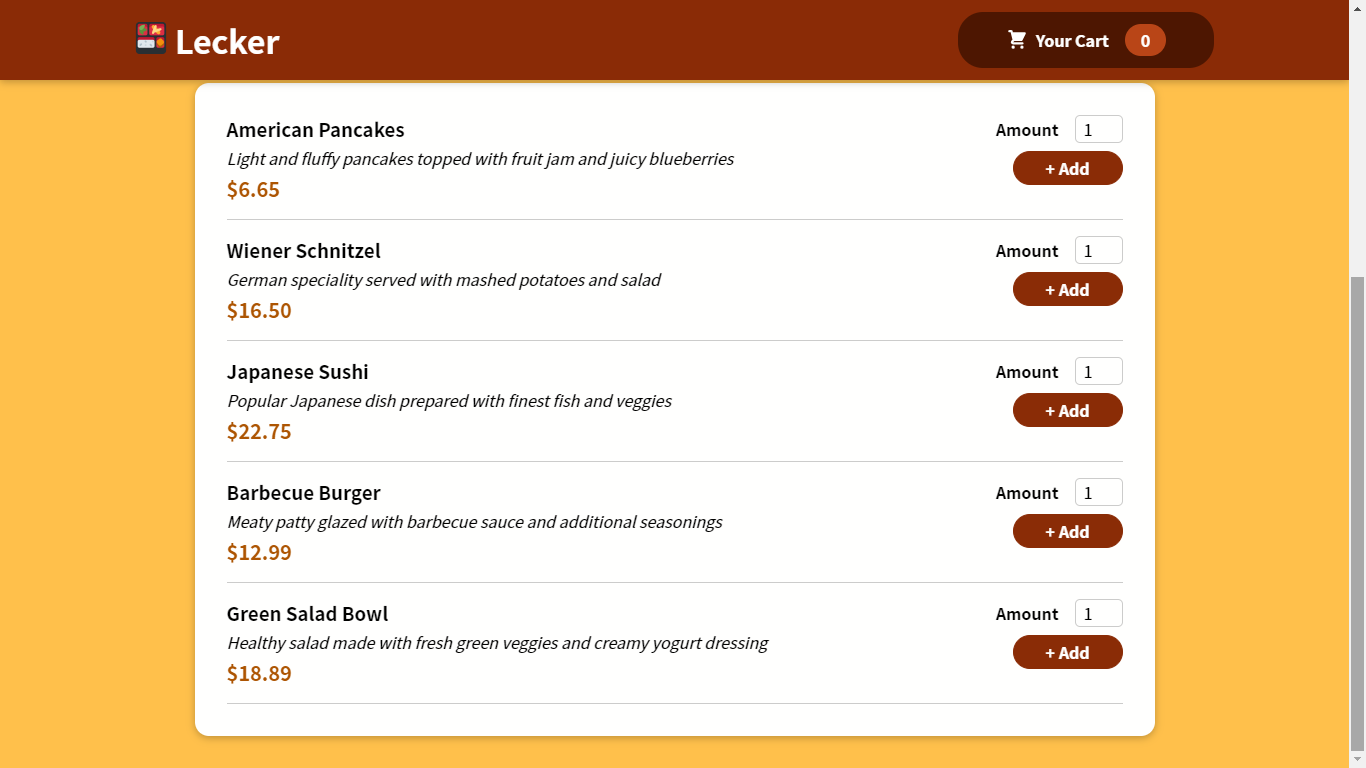 Lecker
Your Cart 0
American Pancakes
Light and fluffy pancakes topped with fruit jam and juicy blueberries
$6.65
Amount 1
+ Add
Wiener Schnitzel
German speciality served with mashed potatoes and salad
$16.50
Amount 1
+ Add
Japanese Sushi
Popular Japanese dish prepared with finest fish and veggies
$22.75
Amount 1
+ Add
Barbecue Burger
Meaty patty glazed with barbecue sauce and additional seasonings
$12.99
Amount 1
+ Add
Green Salad Bowl
Healthy salad made with fresh green veggies and creamy yogurt dressing
$18.89
Amount 1
+ Add